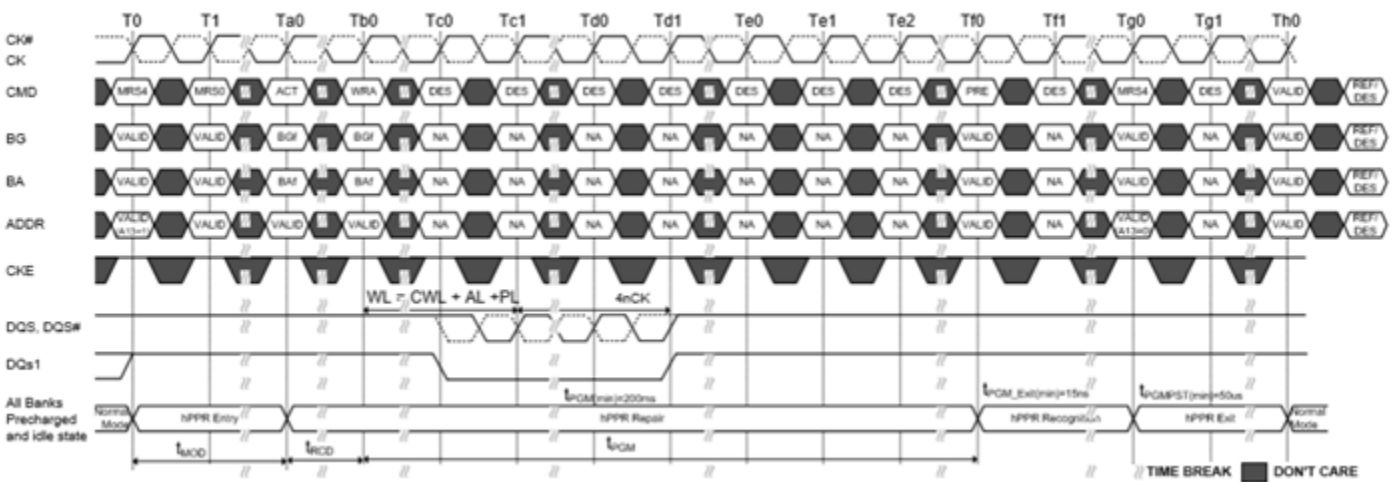 T0 T1 Ta0 Tb0 Tc0 Tc1 Td0 Td1 Te0 Te1 Te2 Tf0 Tf1 Tg0 Tg1 Th0
CK#
CK
CMD MRS4 MRS0 ACT WRA DES DES DES DES DES DES DES PRE DES MRS4 DES VALID REF/ DES
BG VALID VALID BGf BGf NA NA NA NA NA NA NA VALID NA VALID NA VALID REF/ DES
BA VALID VALID BAf BAf NA NA NA NA NA NA NA VALID NA VALID NA VALID REF/ DES
ADDR VALID (A13=1) VALID VALID VALID NA NA NA NA NA NA NA VALID NA VALID (A13=0) NA VALID REF/ DES
CKE
WL = CWL + AL +PL 4nCK
DQS, DQS#
DQs1
tPGM(min)=200ms tPGM_Exit(min)=15ns tPGMPST(min)=50us
All Banks
Precharged
and idle state
Normal Mode hPPR Entry hPPR Repair hPPR Recognition hPPR Exit Normal Mode
tMOD tRCD tPGM
TIME BREAK DON'T CARE